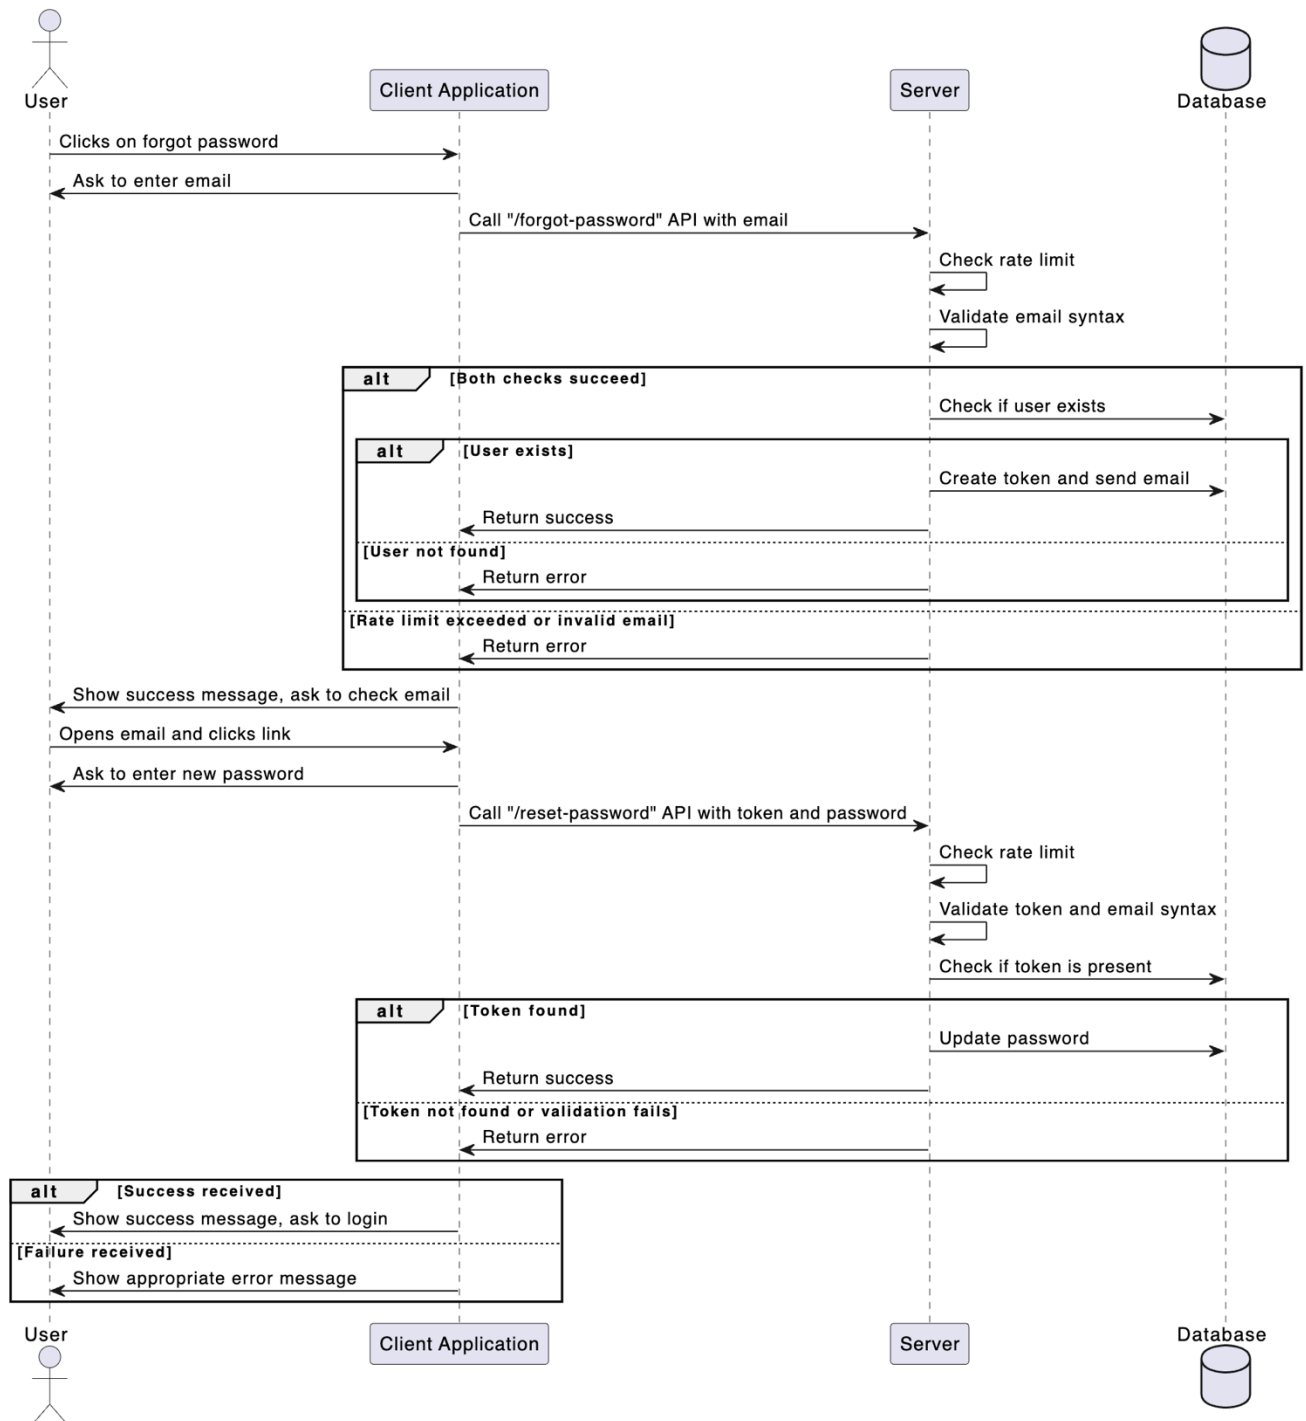 User
Client Application
Server
Database
Clicks on forgot password
Ask to enter email
Call "/forgot-password" API with email
Check rate limit
Validate email syntax
alt [Both checks succeed]
Check if user exists
alt [User exists]
Create token and send email
Return success
[User not found]
Return error
[Rate limit exceeded or invalid email]
Return error
Show success message, ask to check email
Opens email and clicks link
Ask to enter new password
Call "/reset-password" API with token and password
Check rate limit
Validate token and email syntax
Check if token is present
alt [Token found]
Update password
Return success
[Token not found or validation fails]
Return error
alt [Success received]
Show success message, ask to login
[Failure received]
Show appropriate error message
User
Client Application
Server
Database